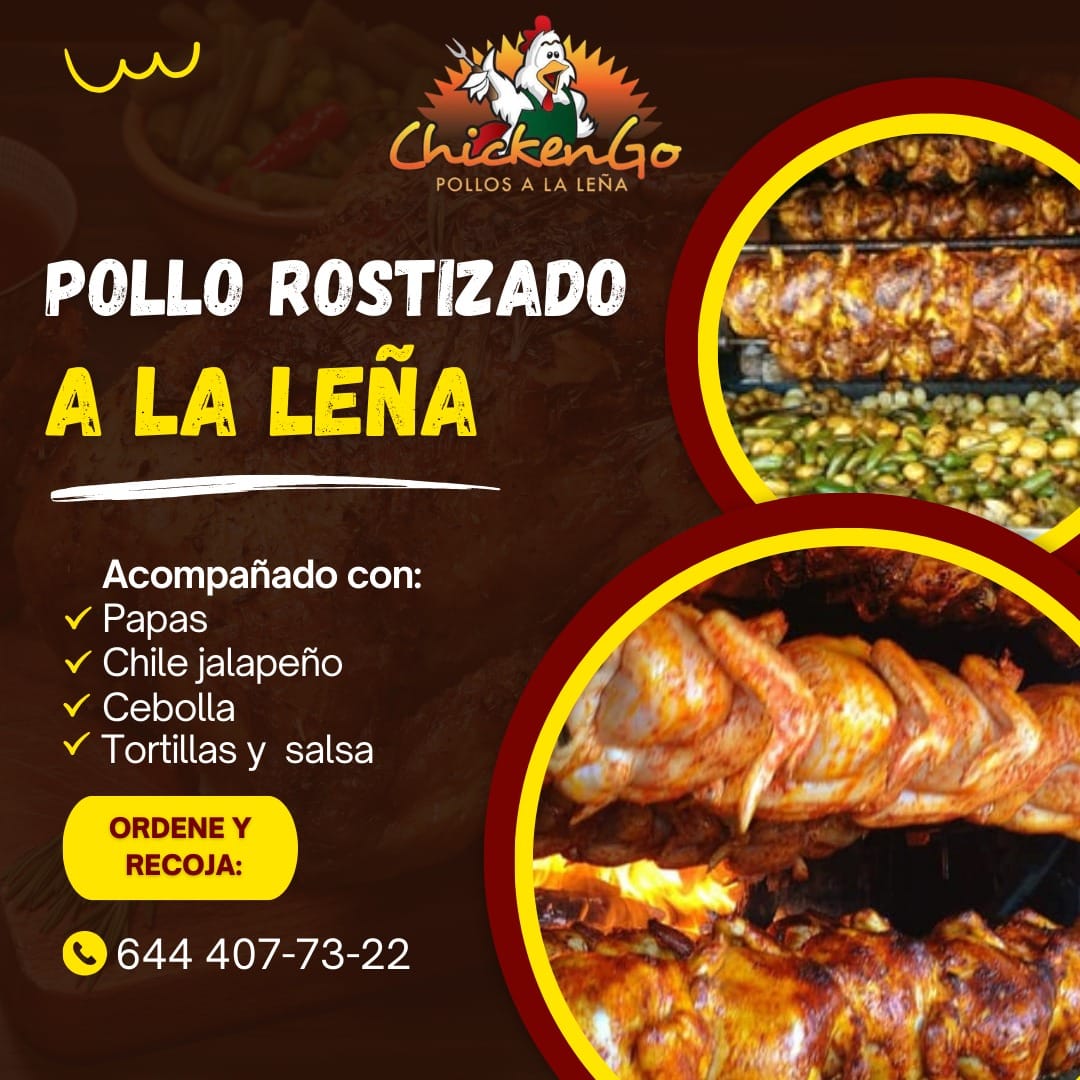 ChickenGo
POLLOS A LA LEÑA
POLLO ROSTIZADO
A LA LEÑA
Acompañado con:
Papas
Chile jalapeño
Cebolla
Tortillas y salsa
ORDENE Y
RECOJA:
644 407-73-22